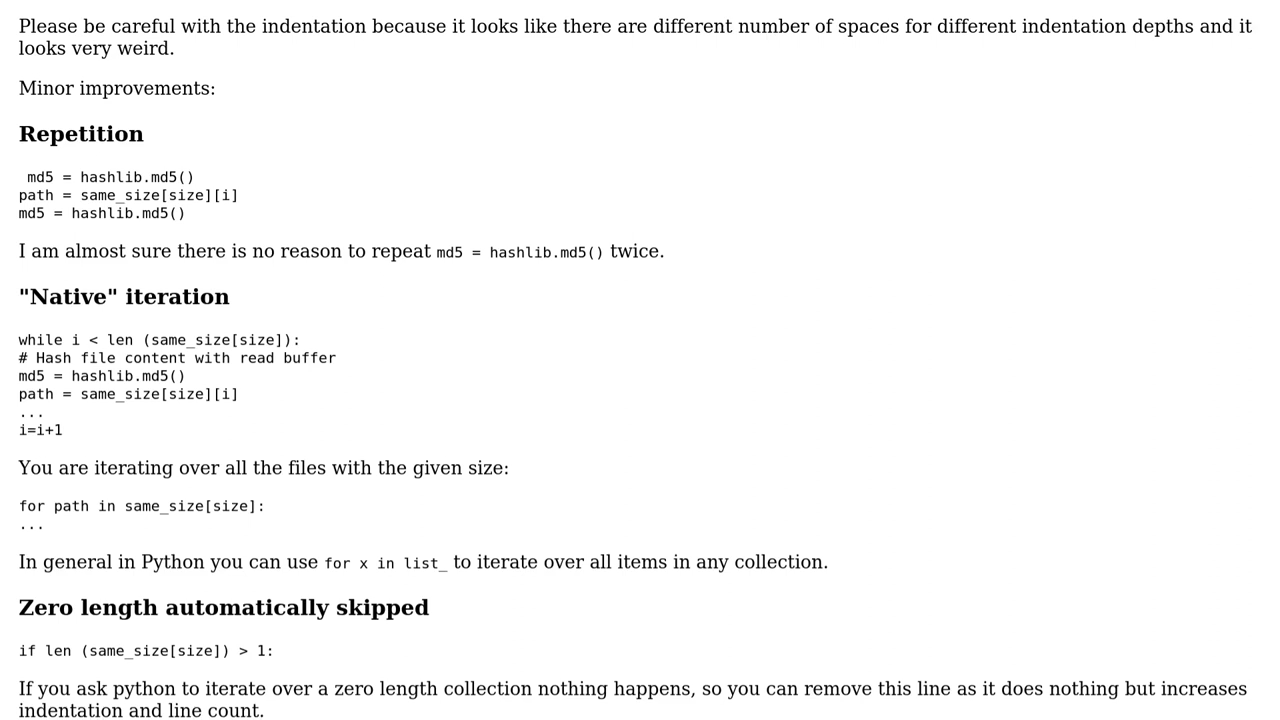 Please be careful with the indentation because it looks like there are different number of spaces for different indentation depths and it
looks very weird.
Minor improvements:
Repetition
md5 = hashlib.md5()
path = same_size[size][i]
md5 = hashlib.md5()
I am almost sure there is no reason to repeat md5 = hashlib.md5() twice.
"Native" iteration
while i < len (same_size[size]):
# Hash file content with read buffer
md5 = hashlib.md5()
path = same_size[size][i]
...
i=i+1
You are iterating over all the files with the given size:
for path in same_size[size]:
...
In general in Python you can use for x in list_ to iterate over all items in any collection.
Zero length automatically skipped
if len (same_size[size]) > 1:
If you ask python to iterate over a zero length collection nothing happens, so you can remove this line as it does nothing but increases
indentation and line count.